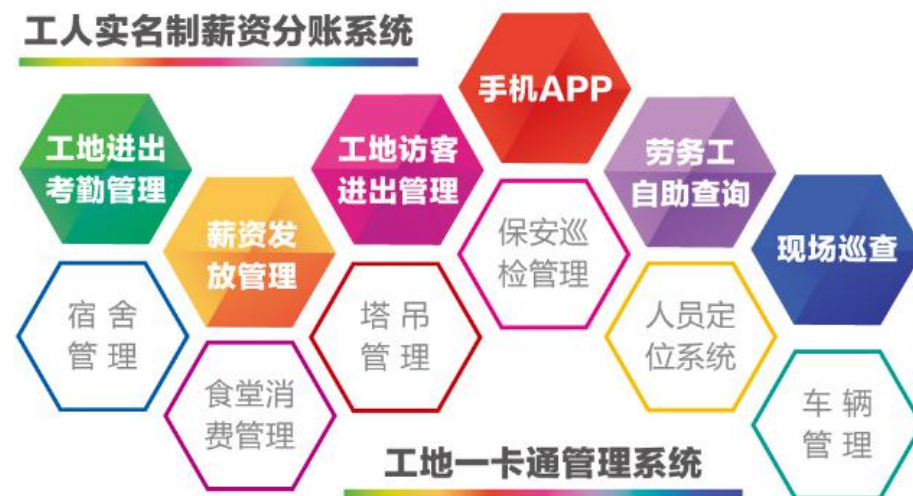 工人实名制薪资分账系统
手机APP
工地进出
考勤管理
工地访客
进出管理
劳务工
自助查询
薪资发
放管理
保安巡
检管理
现场巡查
宿舍
管理
塔吊
管理
人员定
位系统
食堂消
费管理
车辆
管理
工地一卡通管理系统